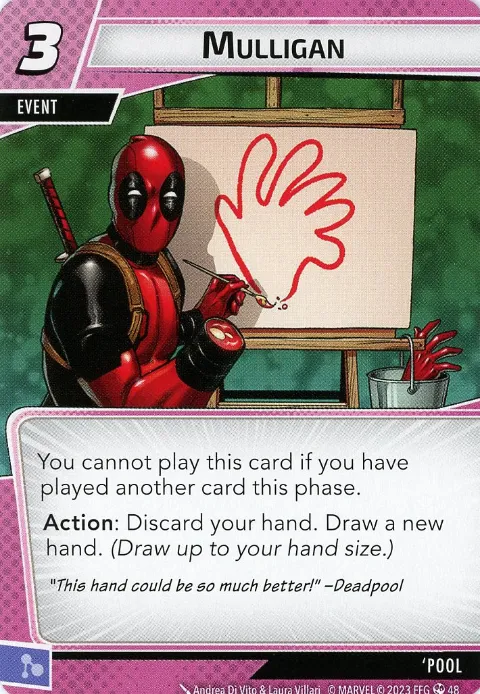 3
MULLIGAN
EVENT
You cannot play this card if you have
played another card this phase.
Action: Discard your hand. Draw a new
hand. (Draw up to your hand size.)
"This hand could be so much better!" –Deadpool
'POOL
Andrea Di Vito & Laura Villari © MARVEL © 2023 FFG 48